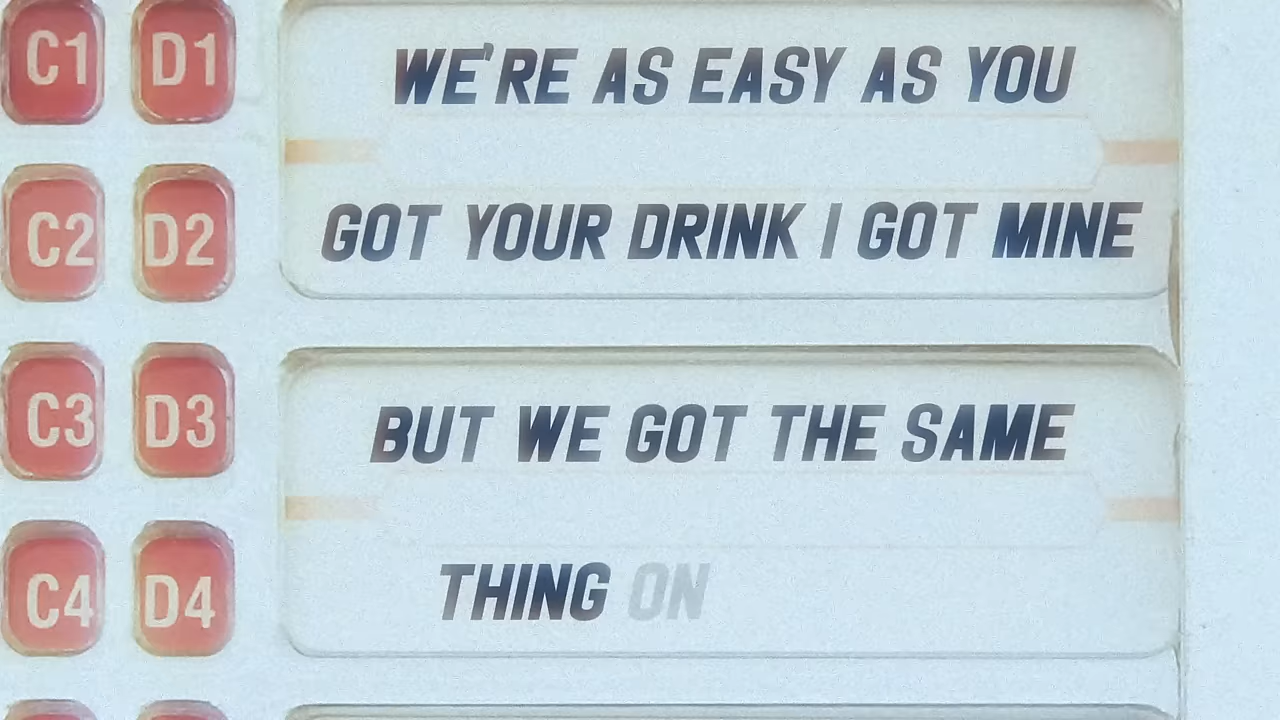 C1 D1 WE'RE AS EASY AS YOU
C2 D2 GOT YOUR DRINK I GOT MINE
C3 D3 BUT WE GOT THE SAME
C4 D4 THING ON